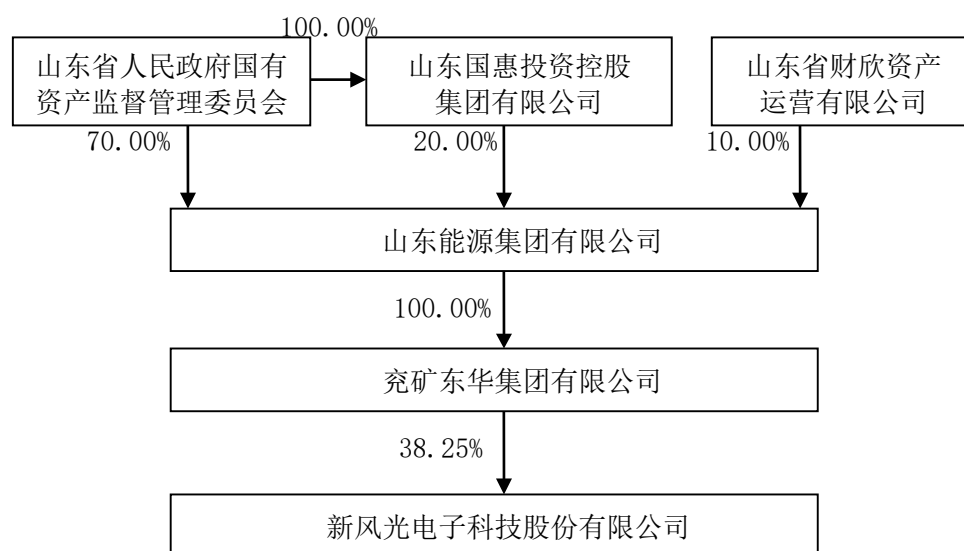 100.00%
山东省人民政府国有
资产监督管理委员会
山东国惠投资控股
集团有限公司
山东省财欣资产
运营有限公司
70.00%
20.00%
10.00%
山东能源集团有限公司
100.00%
兖矿东华集团有限公司
38.25%
新风光电子科技股份有限公司